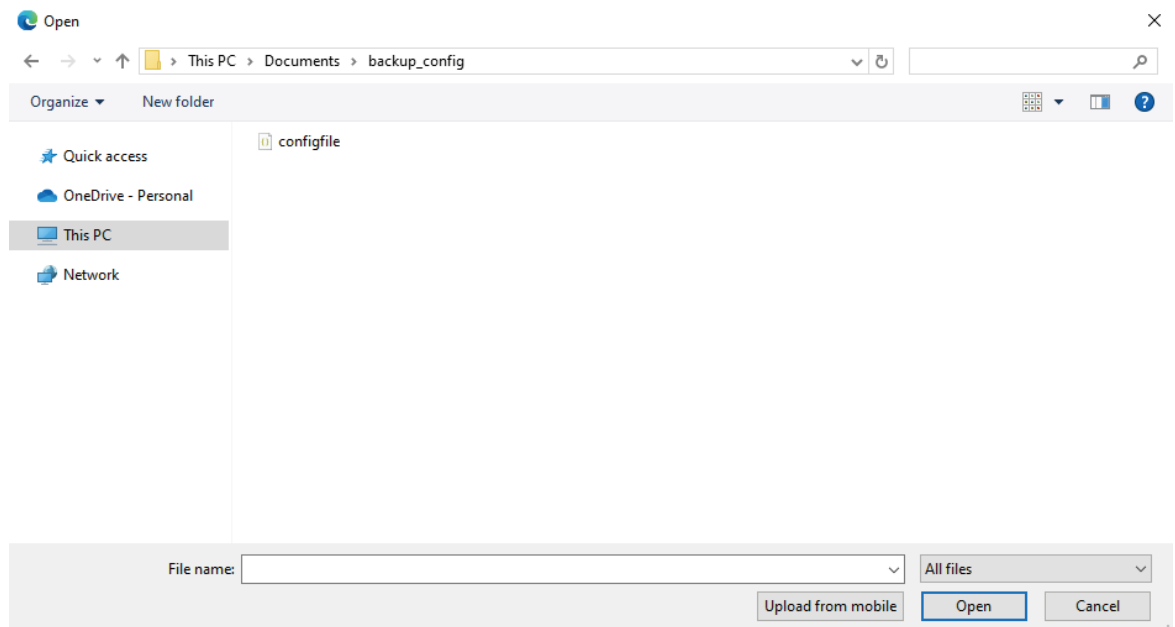 Open
This PC > Documents > backup_config
Organize New folder
?
Quick access
configfile
OneDrive - Personal
This PC
Network
File name:
All files
Upload from mobile Open Cancel